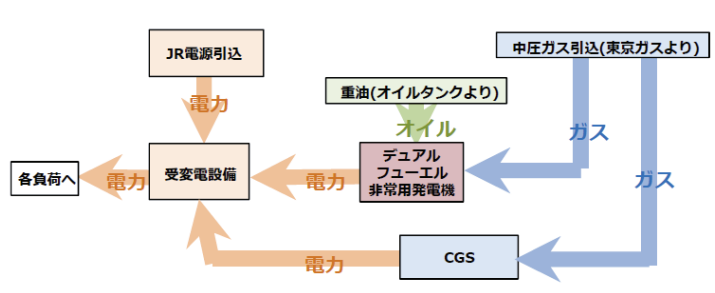 中圧ガス引込(東京ガスより)
JR電源引込
重油(オイルタンクより)
電力
オイル
ガス
デュアル
フューエル
非常用発電機
受変電設備
各負荷へ
電力
電力
ガス
CGS
電力